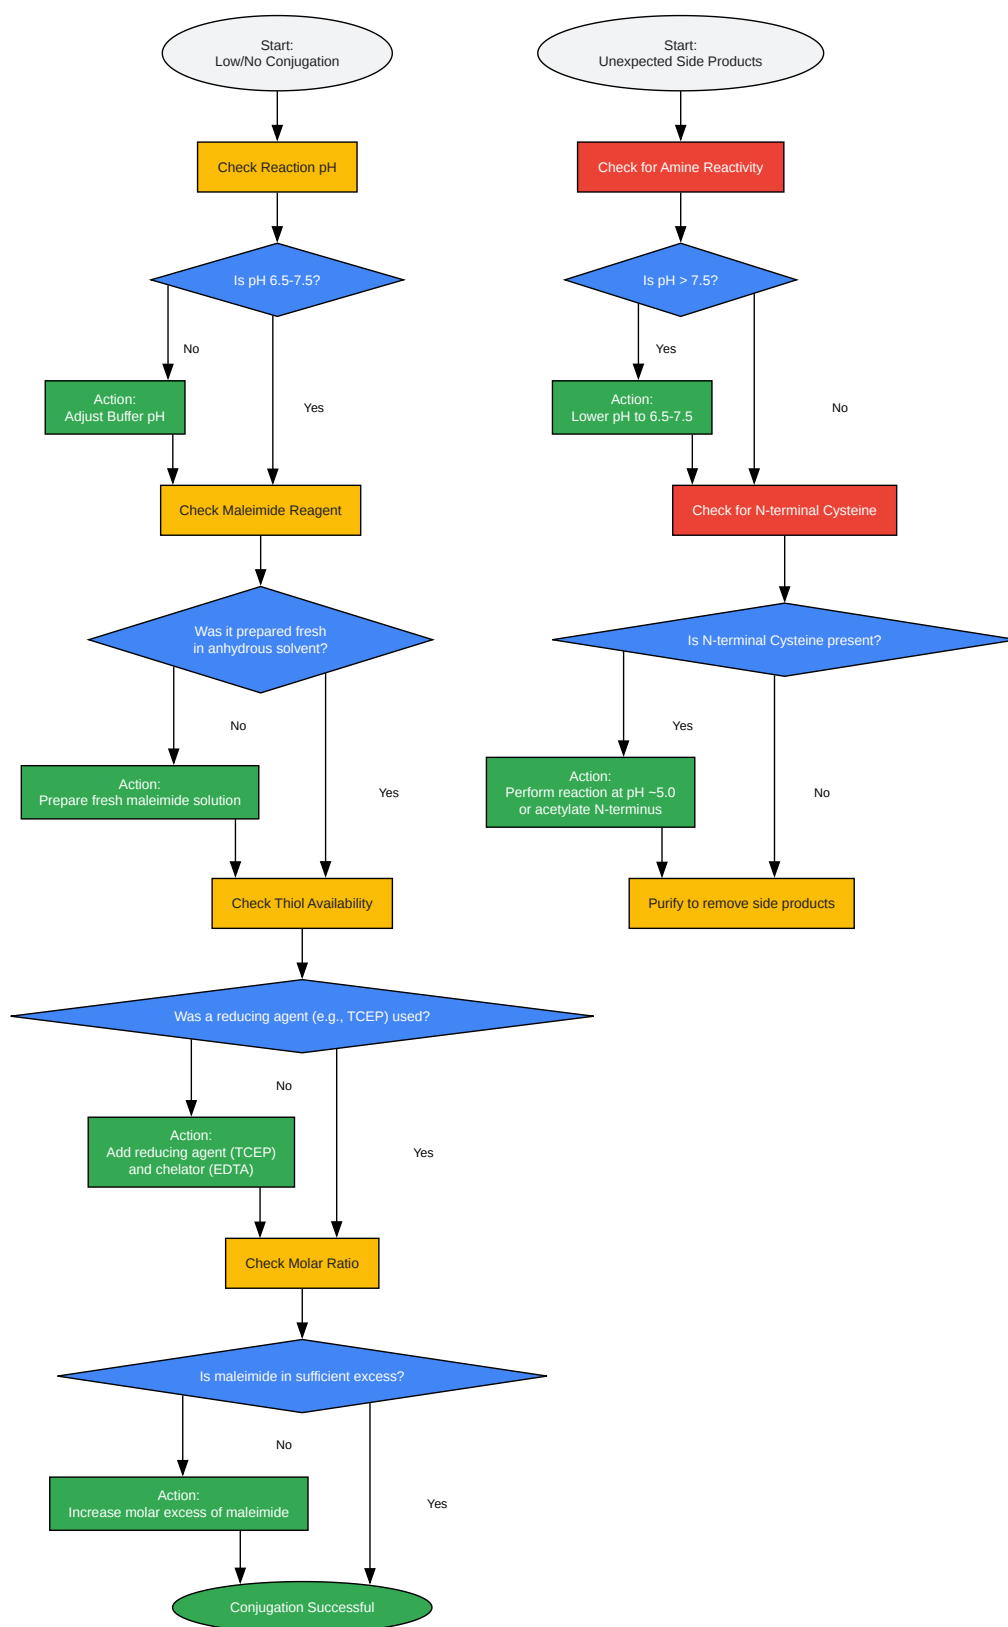 Start:
Low/No Conjugation
Check Reaction pH
Is pH 6.5-7.5?
No
Action:
Adjust Buffer pH
Yes
Check Maleimide Reagent
Was it prepared fresh
in anhydrous solvent?
No
Action:
Prepare fresh maleimide solution
Yes
Check Thiol Availability
Was a reducing agent (e.g., TCEP) used?
No
Action:
Add reducing agent (TCEP)
and chelator (EDTA)
Yes
Check Molar Ratio
Is maleimide in sufficient excess?
No
Action:
Increase molar excess of maleimide
Yes
Conjugation Successful
Start:
Unexpected Side Products
Check for Amine Reactivity
Is pH > 7.5?
Yes
Action:
Lower pH to 6.5-7.5
No
Check for N-terminal Cysteine
Is N-terminal Cysteine present?
Yes
Action:
Perform reaction at pH ~5.0
or acetylate N-terminus
No
Purify to remove side products